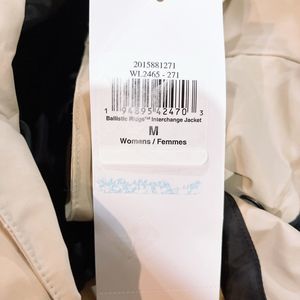 2015881271
WL2465 - 271
1 94895 42470 3
Ballistic Ridge™ Interchange Jacket
M
Womens / Femmes